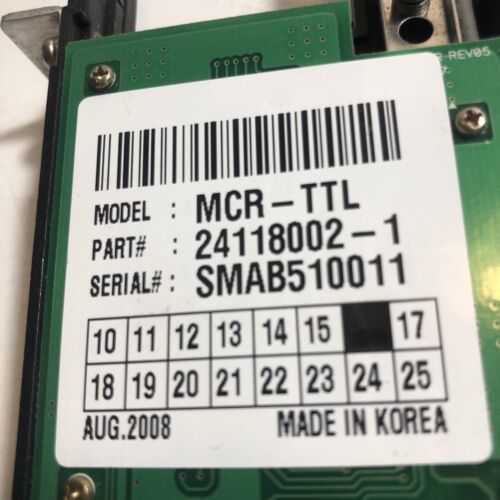 REV05
MODEL : MCR-TTL
PART# : 24118002-1
SERIAL# : SMAB510011
10 11 12 13 14 15 17
18 19 20 21 22 23 24 25
AUG.2008 MADE IN KOREA